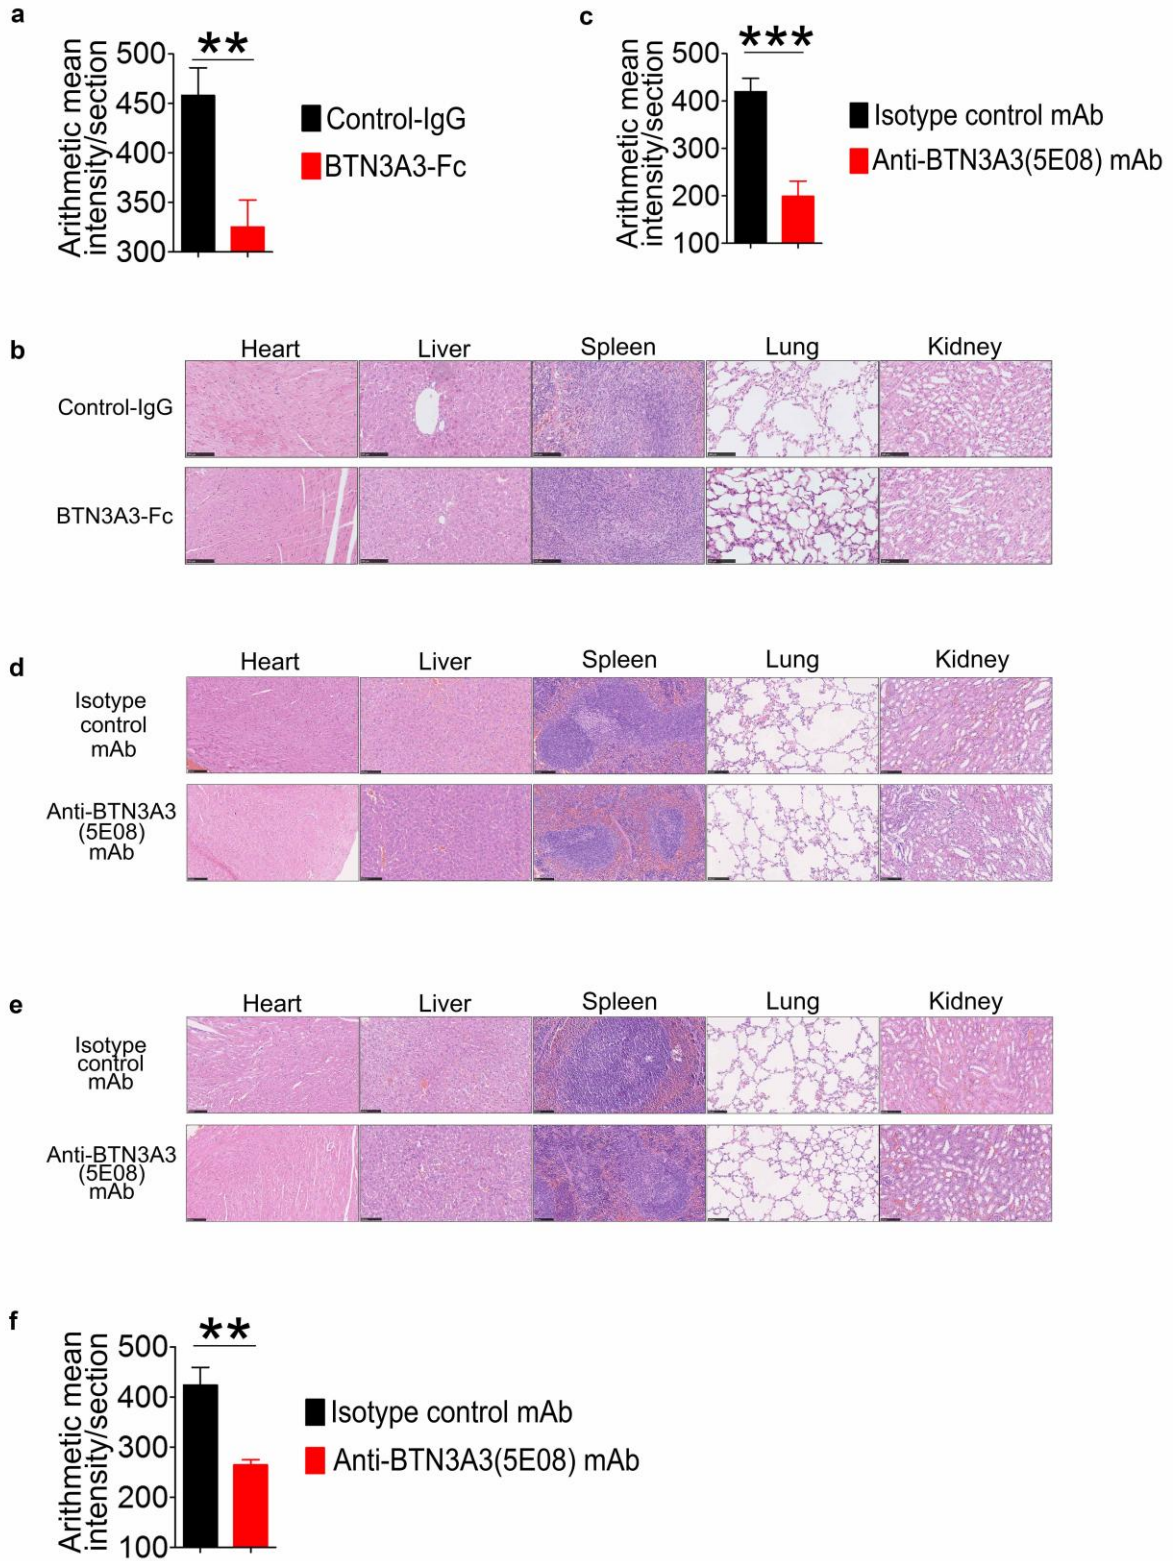 a
**
500
450
400
350
300
Arithmetic mean
intensity/section
Control-IgG
BTN3A3-Fc
c
***
500
400
300
200
100
Arithmetic mean
intensity/section
Isotype control mAb
Anti-BTN3A3(5E08) mAb
b
Heart Liver Spleen Lung Kidney
Control-IgG
BTN3A3-Fc
d
Heart Liver Spleen Lung Kidney
Isotype
control
mAb
Anti-BTN3A3
(5E08)
mAb
e
Heart Liver Spleen Lung Kidney
Isotype
control
mAb
Anti-BTN3A3
(5E08)
mAb
f
**
500
400
300
200
100
Arithmetic mean
intensity/section
Isotype control mAb
Anti-BTN3A3(5E08) mAb